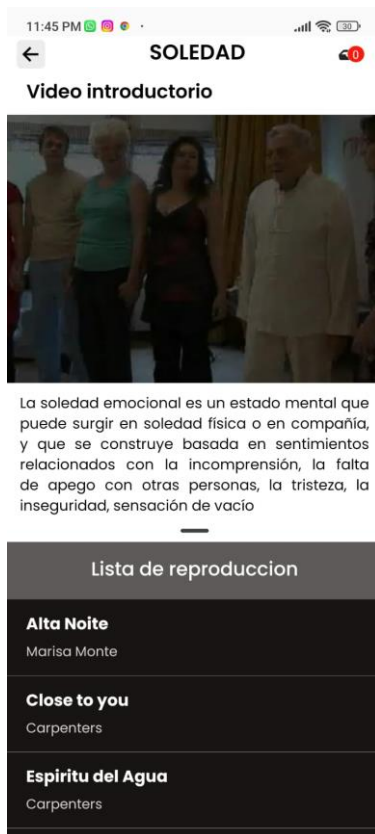 11:45 PM
30
SOLEDAD
0
Video introductorio
La soledad emocional es un estado mental que
puede surgir en soledad física o en compañía,
y que se construye basada en sentimientos
relacionados con la incomprensión, la falta
de apego con otras personas, la tristeza, la
inseguridad, sensación de vacío
Lista de reproduccion
Alta Noite
Marisa Monte
Close to you
Carpenters
Espiritu del Agua
Carpenters